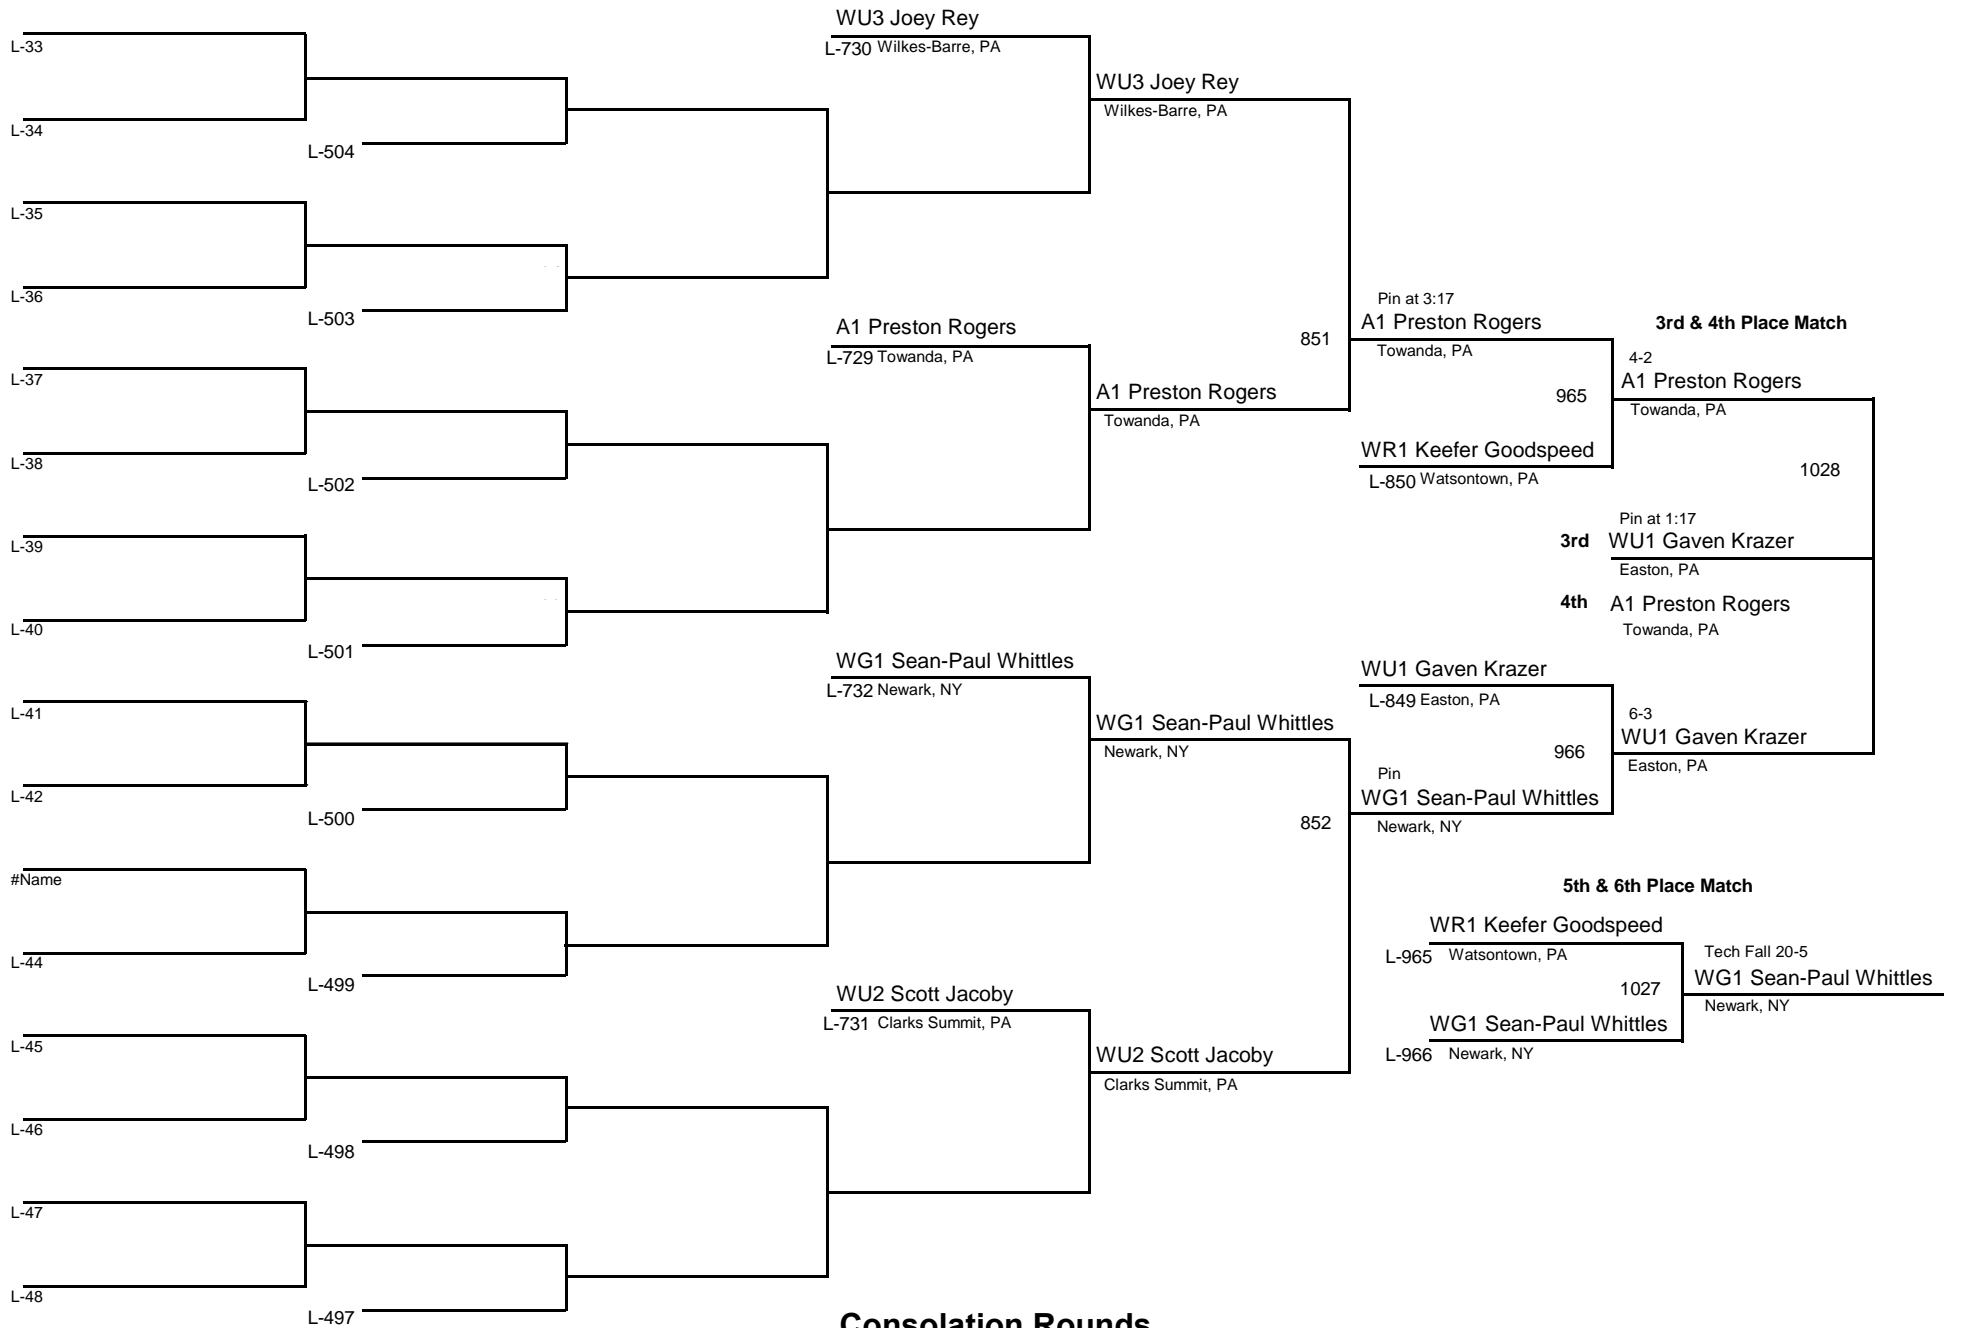 L-33
L-34
L-504
L-35
L-36
L-503
L-37
L-38
L-502
L-39
L-40
L-501
L-41
L-42
L-500
#Name
L-44
L-499
L-45
L-46
L-498
L-47
L-48
L-497
WU3 Joey Rey
L-730 Wilkes-Barre, PA
A1 Preston Rogers
L-729 Towanda, PA
WG1 Sean-Paul Whittles
L-732 Newark, NY
WU2 Scott Jacoby
L-731 Clarks Summit, PA
WU3 Joey Rey
Wilkes-Barre, PA
851
A1 Preston Rogers
Towanda, PA
WG1 Sean-Paul Whittles
Newark, NY
852
WU2 Scott Jacoby
Clarks Summit, PA
Pin at 3:17
A1 Preston Rogers
Towanda, PA
965
WR1 Keefer Goodspeed
L-850 Watsontown, PA
WU1 Gaven Krazer
L-849 Easton, PA
966
Pin
WG1 Sean-Paul Whittles
Newark, NY
3rd & 4th Place Match
4-2
A1 Preston Rogers
Towanda, PA
1028
Pin at 1:17
3rd WU1 Gaven Krazer
Easton, PA
4th A1 Preston Rogers
Towanda, PA
6-3
WU1 Gaven Krazer
Easton, PA
5th & 6th Place Match
WR1 Keefer Goodspeed
L-965 Watsontown, PA
1027
WG1 Sean-Paul Whittles
L-966 Newark, NY
Tech Fall 20-5
WG1 Sean-Paul Whittles
Newark, NY
Consolation Rounds